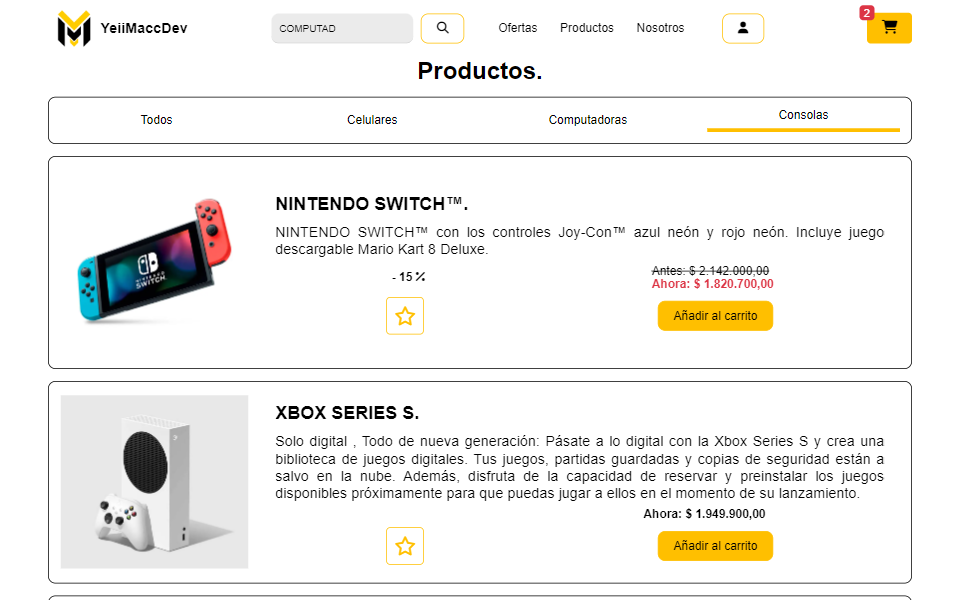 YeiiMaccDev
COMPUTAD
Ofertas
Productos
Nosotros
2
Productos.
Todos
Celulares
Computadoras
Consolas
NINTENDO SWITCH™.
NINTENDO SWITCH™ con los controles Joy-Con™ azul neón y rojo neón. Incluye juego
descargable Mario Kart 8 Deluxe.
NINTENDO
SWITCH
- 15 %
Antes: $ 2.142.000,00
Ahora: $ 1.820.700,00
Añadir al carrito
XBOX SERIES S.
Solo digital , Todo de nueva generación: Pásate a lo digital con la Xbox Series S y crea una
biblioteca de juegos digitales. Tus juegos, partidas guardadas y copias de seguridad están a
salvo en la nube. Además, disfruta de la capacidad de reservar y preinstalar los juegos
disponibles próximamente para que puedas jugar a ellos en el momento de su lanzamiento.
Ahora: $ 1.949.900,00
Añadir al carrito